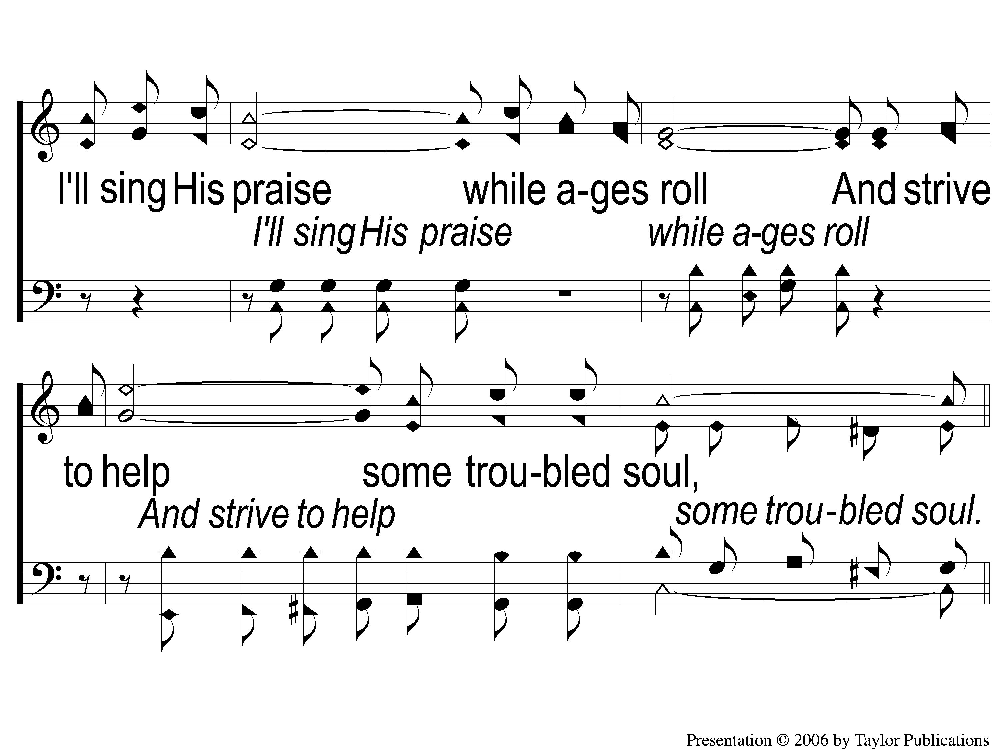 I'll sing His praise while a-ges roll And strive
I'll sing His praise while a-ges roll
to help some trou-bled soul,
And strive to help some trou-bled soul.
Presentation © 2006 by Taylor Publications